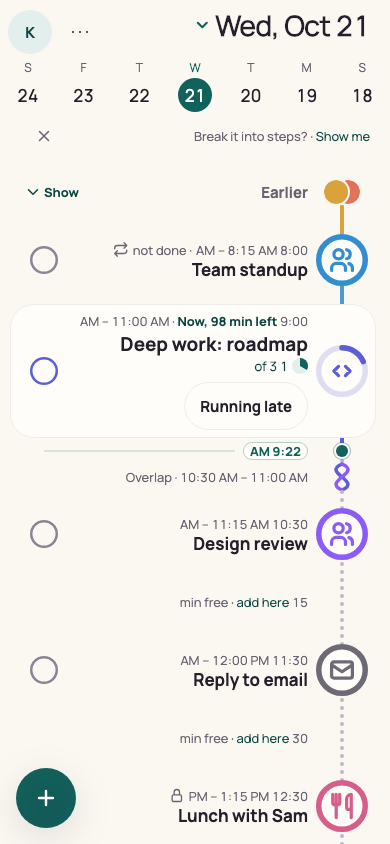 K
···
Wed, Oct 21
S F T W T M S
24 23 22 21 20 19 18
Break it into steps? · Show me
Show
Earlier
not done · AM – 8:15 AM 8:00
Team standup
AM – 11:00 AM · Now, 98 min left 9:00
Deep work: roadmap
of 3 1
Running late
AM 9:22
Overlap · 10:30 AM – 11:00 AM
AM – 11:15 AM 10:30
Design review
min free · add here 15
AM – 12:00 PM 11:30
Reply to email
min free · add here 30
PM – 1:15 PM 12:30
Lunch with Sam